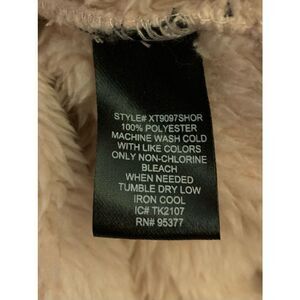 STYLE# XT9097SHOR
100% POLYESTER
MACHINE WASH COLD
WITH LIKE COLORS
ONLY NON-CHLORINE
BLEACH
WHEN NEEDED
TUMBLE DRY LOW
IRON COOL
IC# TK2107
RN# 95377